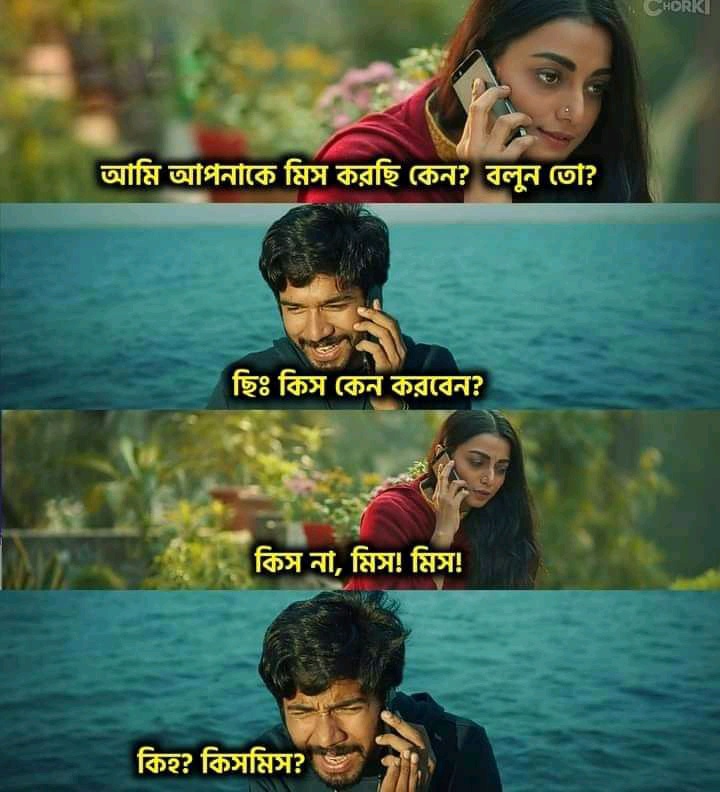 CHORKI
আমি আপনাকে মিস করছি কেন? বলুন তো?
ছিঃ কিস কেন করবেন?
কিস না, মিস! মিস!
কিহ? কিসমিস?